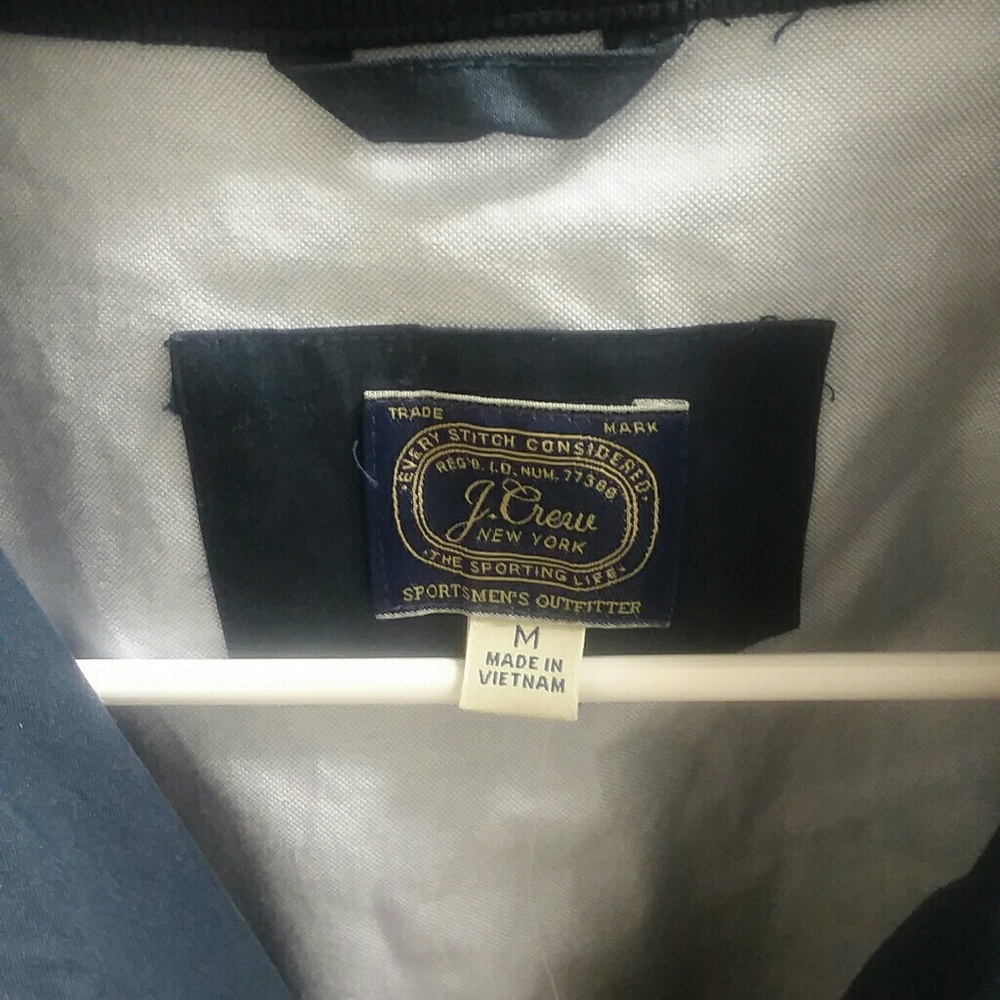 TRADE MARK
·EVERY STITCH CONSIDERED·
REG'D. I.D. NUM. 77388
J.Crew
NEW YORK
·THE SPORTING LIFE·
SPORTSMEN'S OUTFITTER
M
MADE IN
VIETNAM